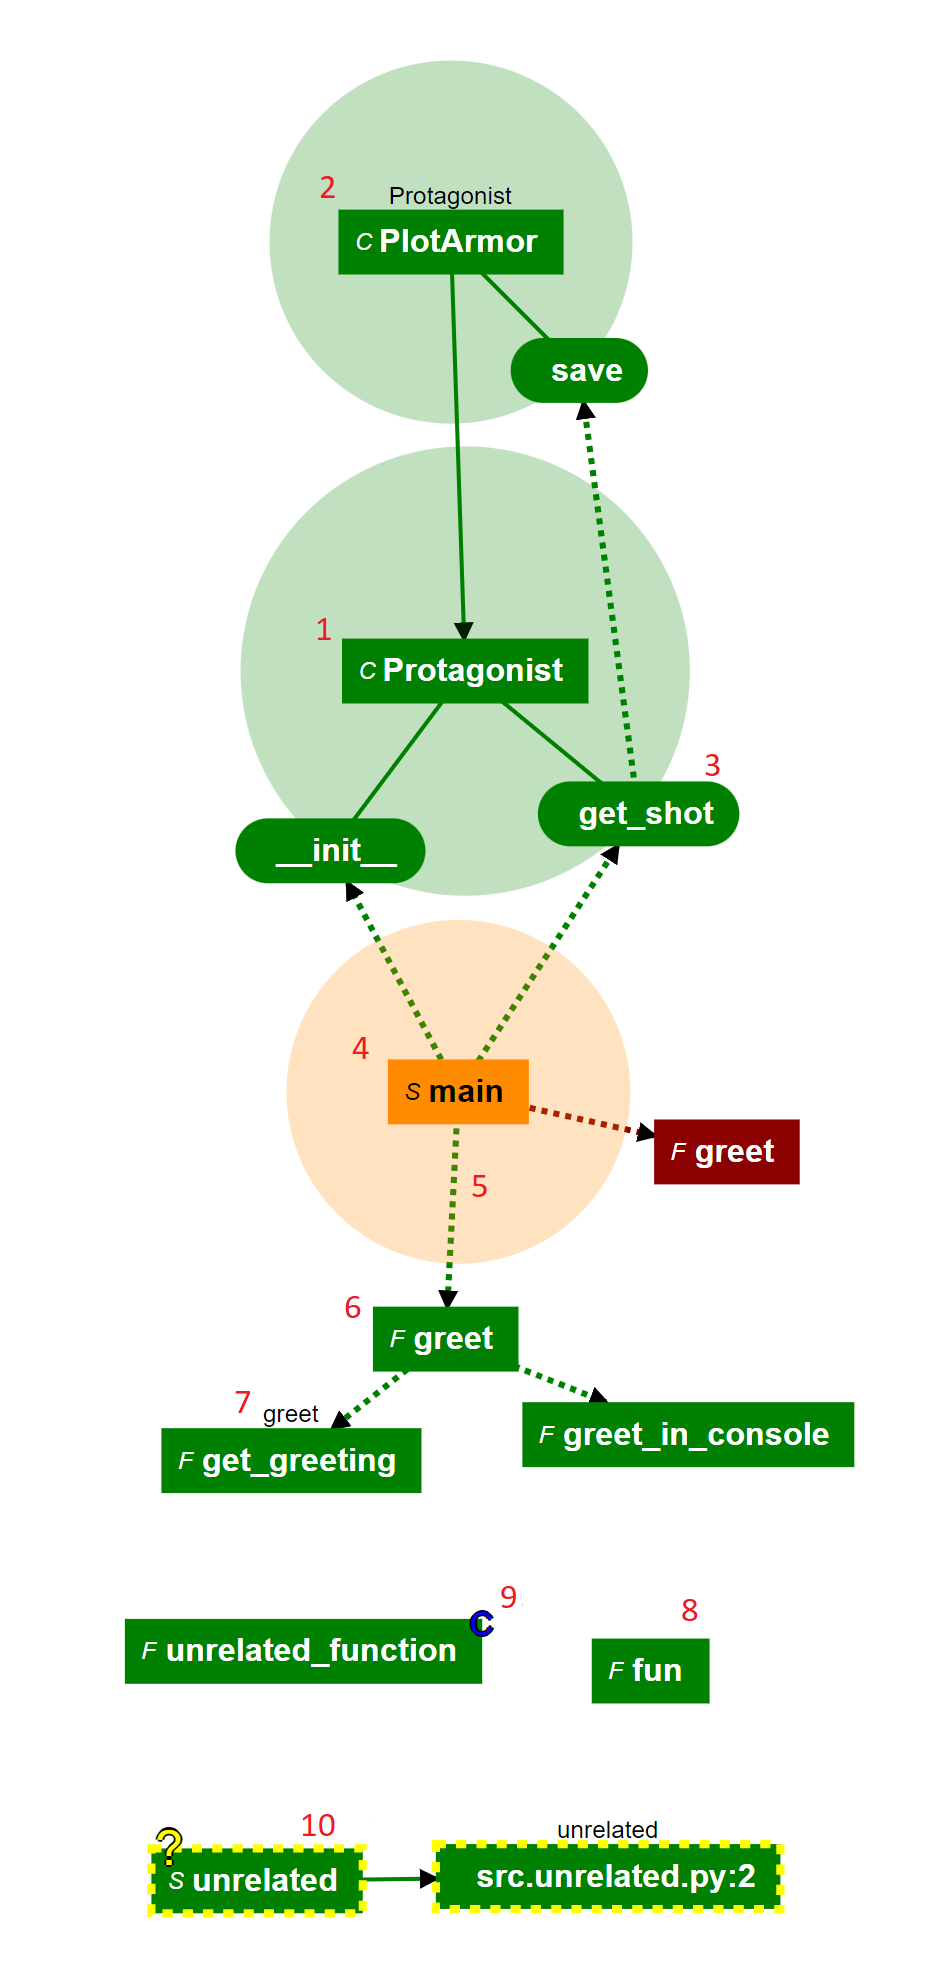 2
Protagonist
C PlotArmor
save
1
C Protagonist
3
get_shot
__init__
4
S main
F greet
5
6
F greet
7
greet
F get_greeting
F greet_in_console
9
C
8
F unrelated_function
F fun
10
?
unrelated
S unrelated
src.unrelated.py:2